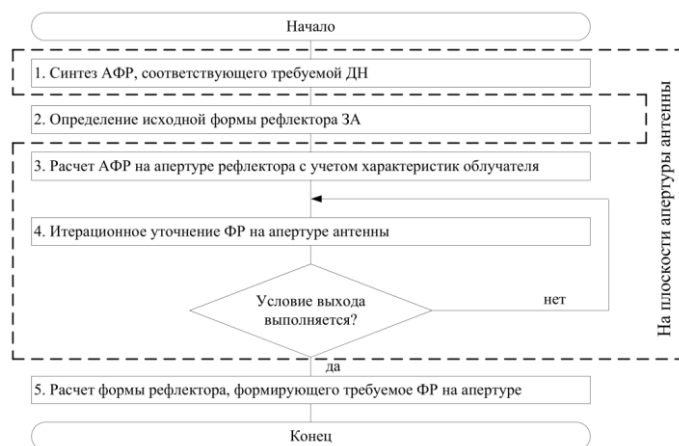 Начало
1. Синтез АФР, соответствующего требуемой ДН
2. Определение исходной формы рефлектора ЗА
3. Расчет АФР на апертуре рефлектора с учетом характеристик облучателя
4. Итерационное уточнение ФР на апертуре антенны
Условие выхода
выполняется?
нет
да
5. Расчет формы рефлектора, формирующего требуемое ФР на апертуре
Конец
На плоскости апертуры антенны